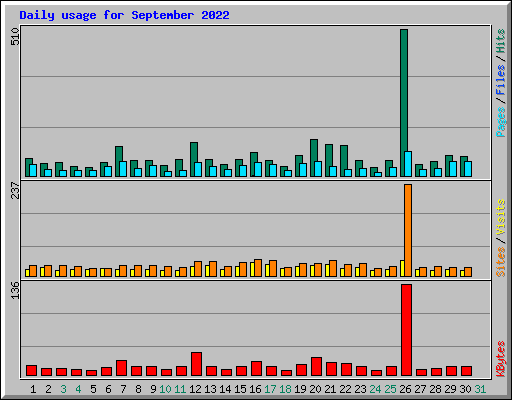 Daily usage for September 2022
510
Pages / Files / Hits
237
Sites / Visits
136
KBytes
1 2 3 4 5 6 7 8 9 10 11 12 13 14 15 16 17 18 19 20 21 22 23 24 25 26 27 28 29 30 31